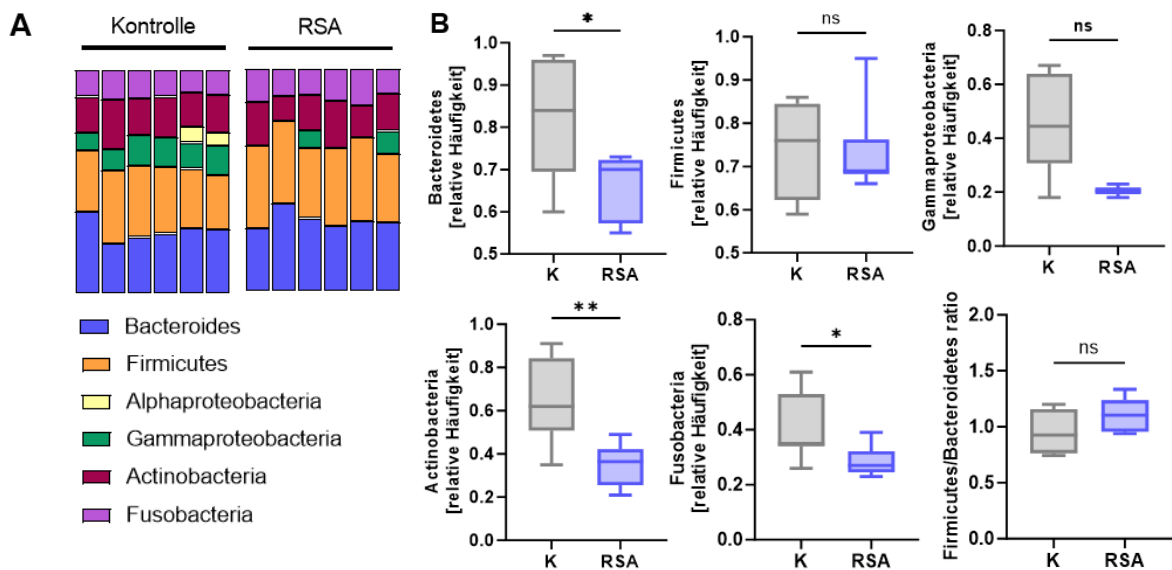 A
Kontrolle
RSA
Bacteroides
Firmicutes
Alphaproteobacteria
Gammaproteobacteria
Actinobacteria
Fusobacteria
B
Bacteroidetes
[relative Häufigkeit]
1.0
0.9
0.8
0.7
0.6
0.5
*
K
RSA
Firmicutes
[relative Häufigkeit]
1.0
0.9
0.8
0.7
0.6
0.5
ns
K
RSA
Gammaproteobacteria
[relative Häufigkeit]
0.8
0.6
0.4
0.2
0.0
ns
K
RSA
Actinobacteria
[relative Häufigkeit]
1.0
0.8
0.6
0.4
0.2
0.0
**
K
RSA
Fusobacteria
[relative Häufigkeit]
0.8
0.6
0.4
0.2
0.0
*
K
RSA
Firmicutes/Bacteroidetes ratio
2.0
1.5
1.0
0.5
0.0
ns
K
RSA